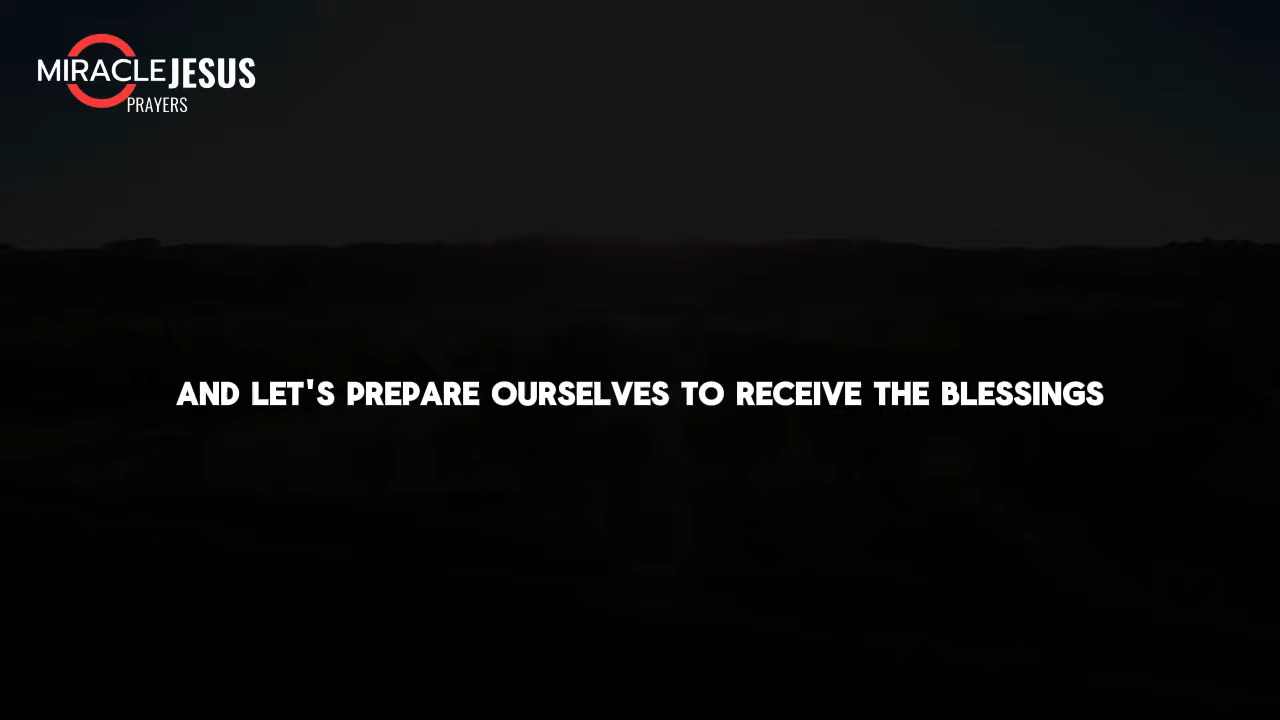 MIRACLE JESUS
PRAYERS
AND LET'S PREPARE OURSELVES TO RECEIVE THE BLESSINGS